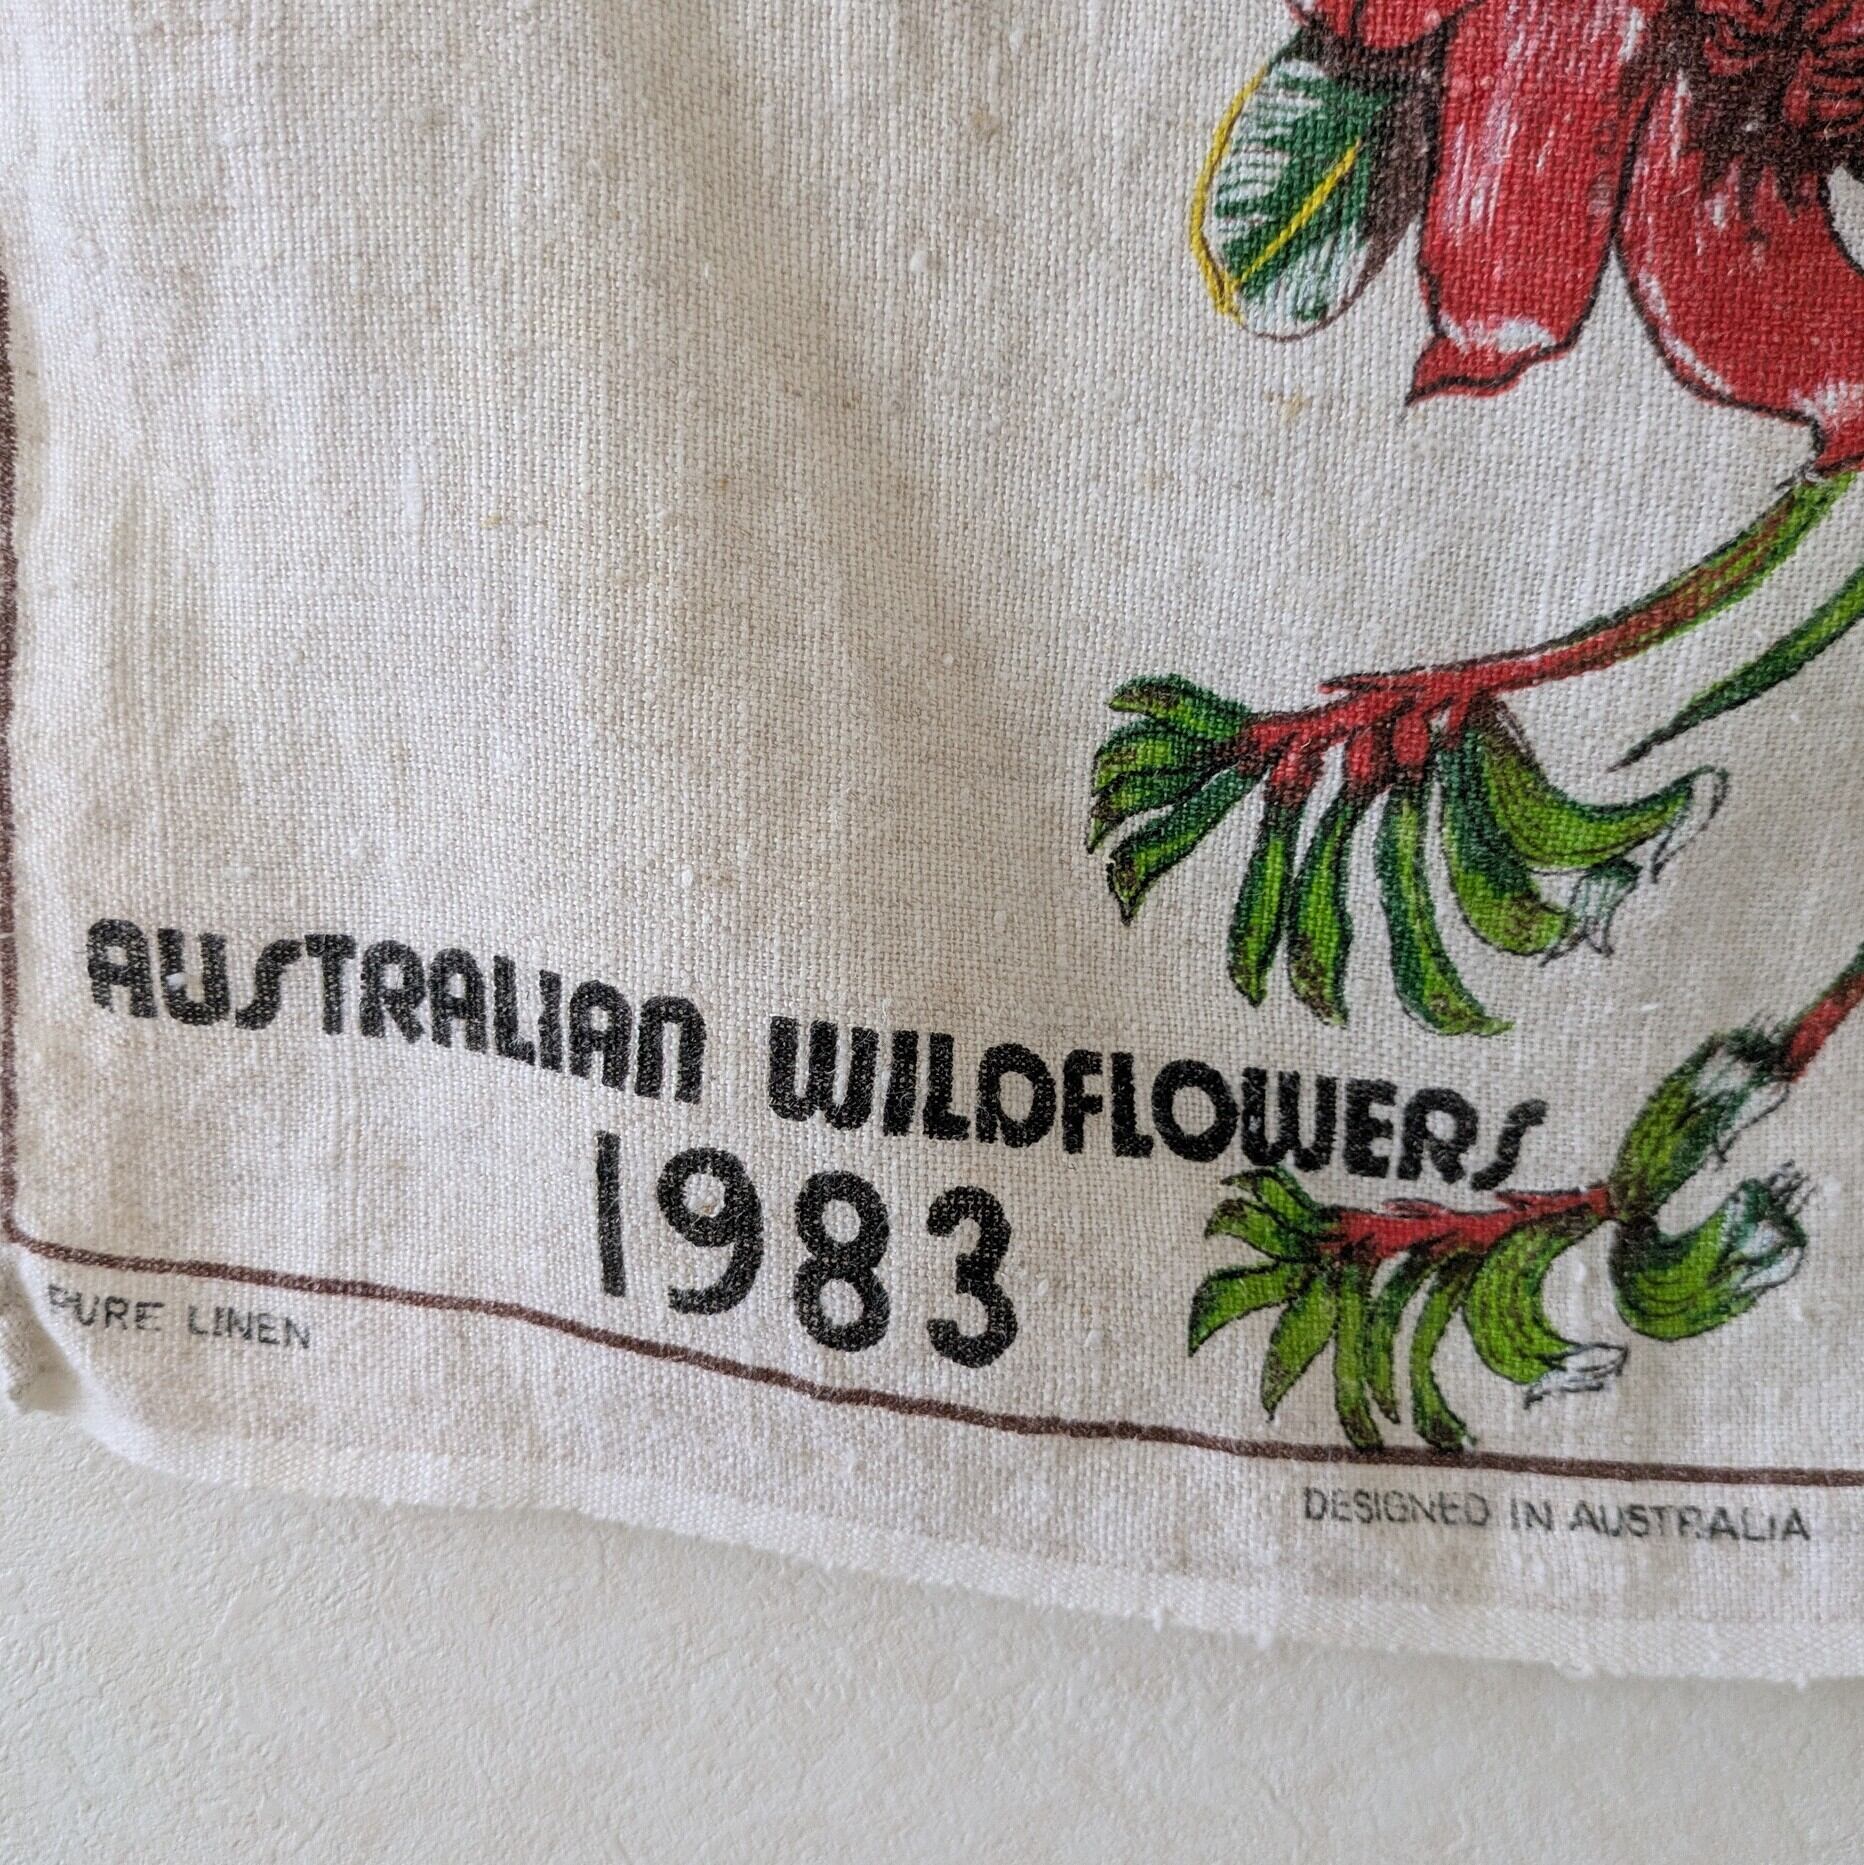 AUSTRALIAN WILDFLOWERS
1983
PURE LINEN
DESIGNED IN AUSTRALIA